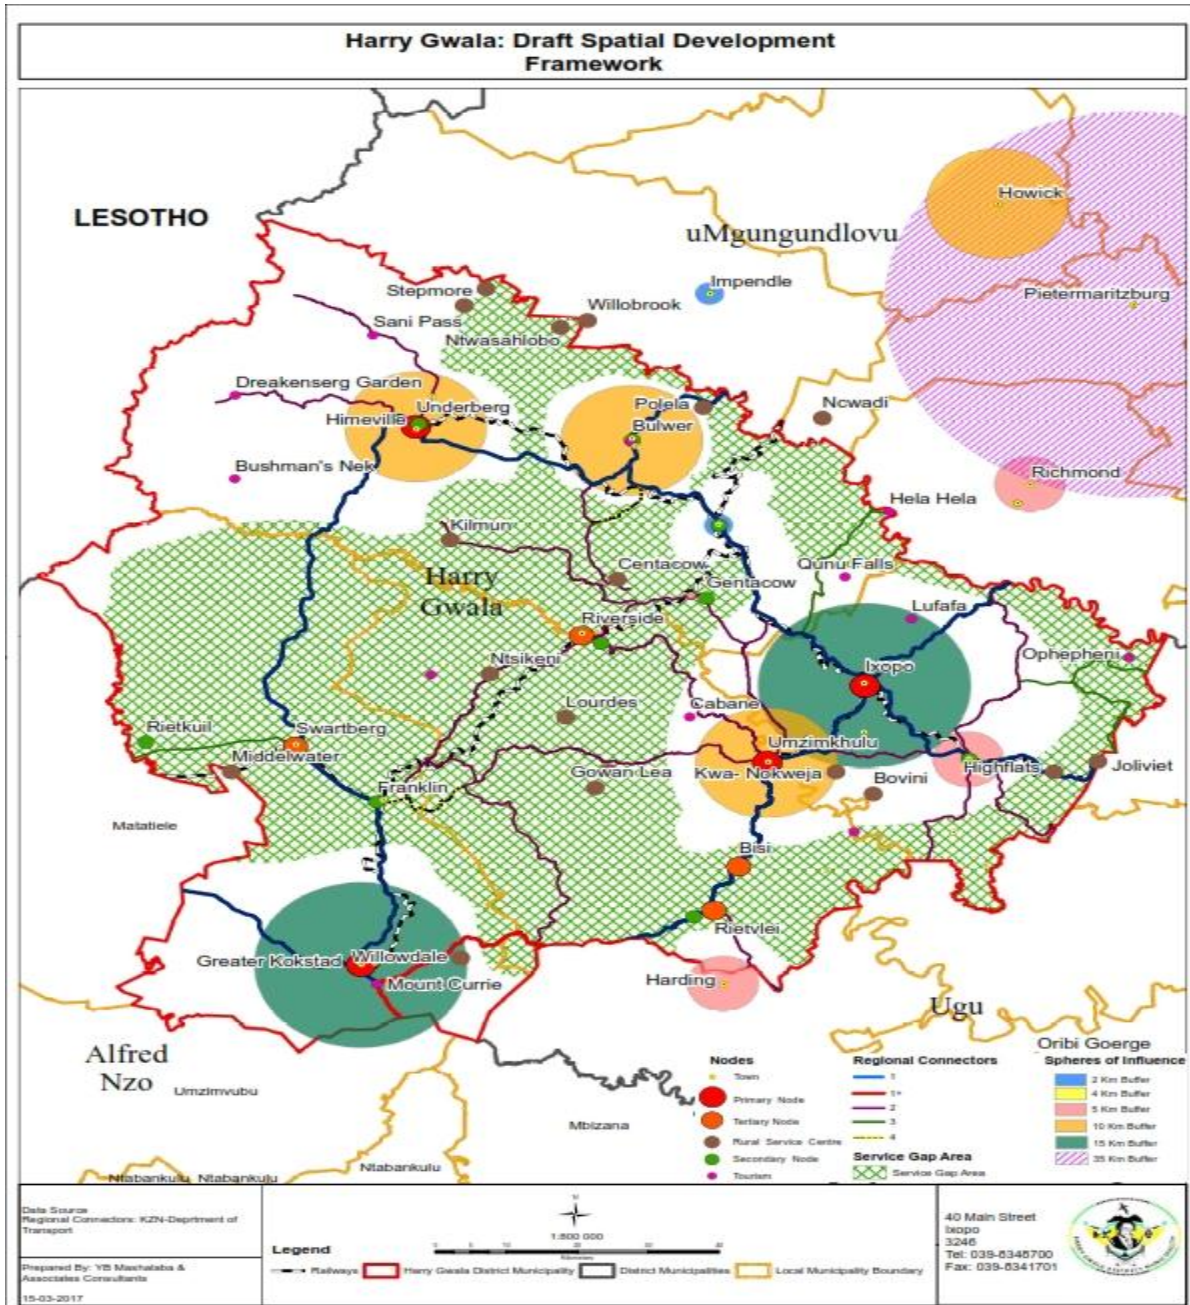 Harry Gwala: Draft Spatial Development
Framework
LESOTHO
uMgungundlovu
Howick
Impendle
Pietermaritzburg
Stepmore
Willobrook
Sani Pass
Ntwasahlobo
Dreakenserg Garden
Underberg
Himeville
Polela
Bulwer
Ncwadi
Richmond
Bushman's Nek
Hela Hela
Kilmun
Harry
Gwala
Centacow
Gentacow
Qunu Falls
Lufafa
Riverside
Ntsikeni
Ixopo
Ophepheni
Lourdes
Cabane
Rietkuil
Swartberg
Middelwater
Umzimkhulu
Kwa- Nokweja
Gowan Lea
Bovini
Highflats
Joliviet
Franklin
Matatiele
Bisi
Rietvlei
Greater Kokstad
Willowdale
Mount Currie
Harding
Ugu
Oribi Goerge
Alfred
Nzo
Umzimvubu
Mbizana
Ntabankulu
Ntabankulu Ntabankulu
Nodes
Town
Primary Node
Tertiary Node
Rural Service Centre
Secondary Node
Tourism
Regional Connectors
1
1*
2
3
4
Service Gap Area
Service Gap Area
Spheres of Influence
2 Km Buffer
4 Km Buffer
5 Km Buffer
10 Km Buffer
15 Km Buffer
35 Km Buffer
Data Source
Regional Connectors: KZN-Deprtment of
Transport
Prepared By: YB Mashalaba &
Associates Consultants
15-03-2017
N
1:800 000
Kilometers
Legend
Railways
Harry Gwala District Municipality
District Municipalities
Local Municipality Boundary
40 Main Street
Ixopo
3246
Tel: 039-8346700
Fax: 039-8341701